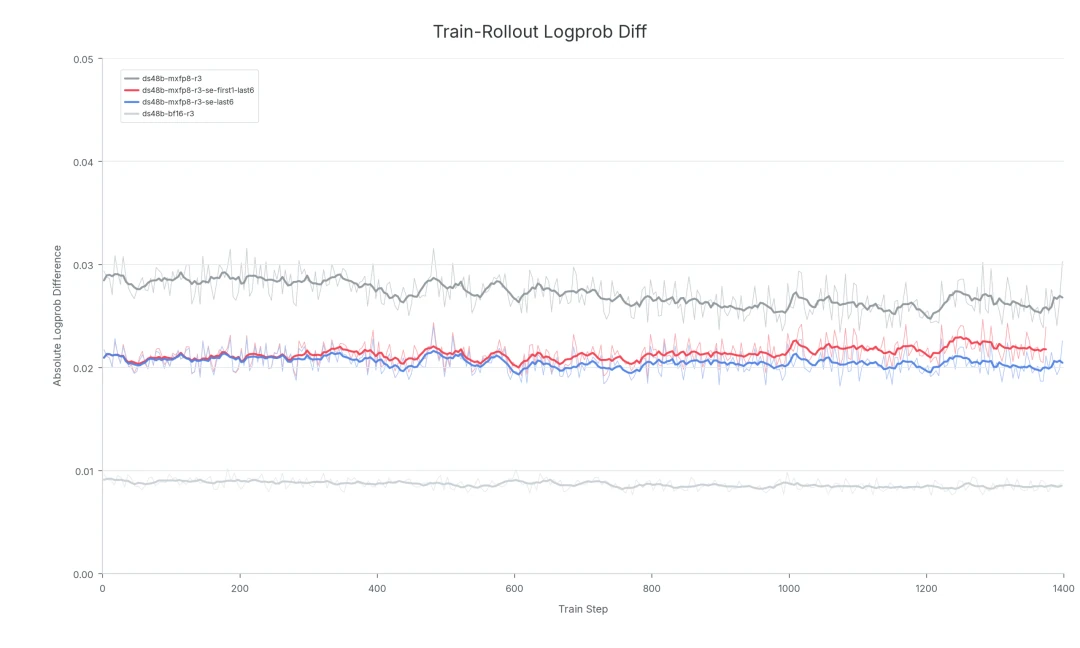 Train-Rollout Logprob Diff
0.05
ds48b-mxfp8-r3
ds48b-mxfp8-r3-se-first1-last6
ds48b-mxfp8-r3-se-last6
ds48b-bf16-r3
0.04
0.03
0.02
0.01
0.00
Absolute Logprob Difference
0 200 400 600 800 1000 1200 1400
Train Step